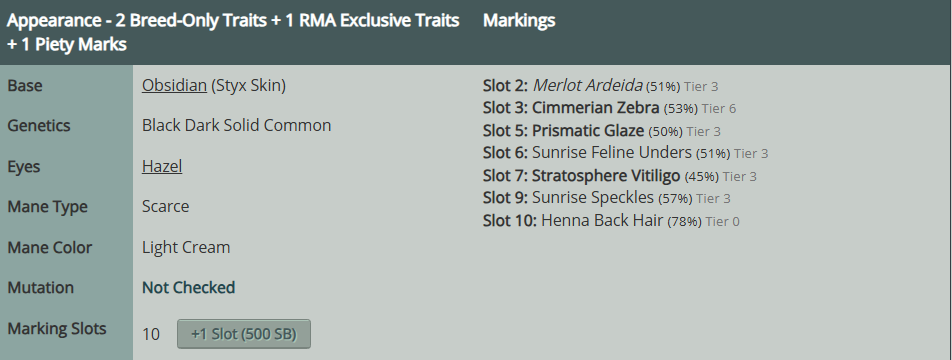 Appearance - 2 Breed-Only Traits + 1 RMA Exclusive Traits
+ 1 Piety Marks
Markings
Base
Obsidian (Styx Skin)
Genetics
Black Dark Solid Common
Eyes
Hazel
Mane Type
Scarce
Mane Color
Light Cream
Mutation
Not Checked
Marking Slots
10
+1 Slot (500 SB)
Slot 2: Merlot Ardeida (51%) Tier 3
Slot 3: Cimmerian Zebra (53%) Tier 6
Slot 5: Prismatic Glaze (50%) Tier 3
Slot 6: Sunrise Feline Unders (51%) Tier 3
Slot 7: Stratosphere Vitiligo (45%) Tier 3
Slot 9: Sunrise Speckles (57%) Tier 3
Slot 10: Henna Back Hair (78%) Tier 0